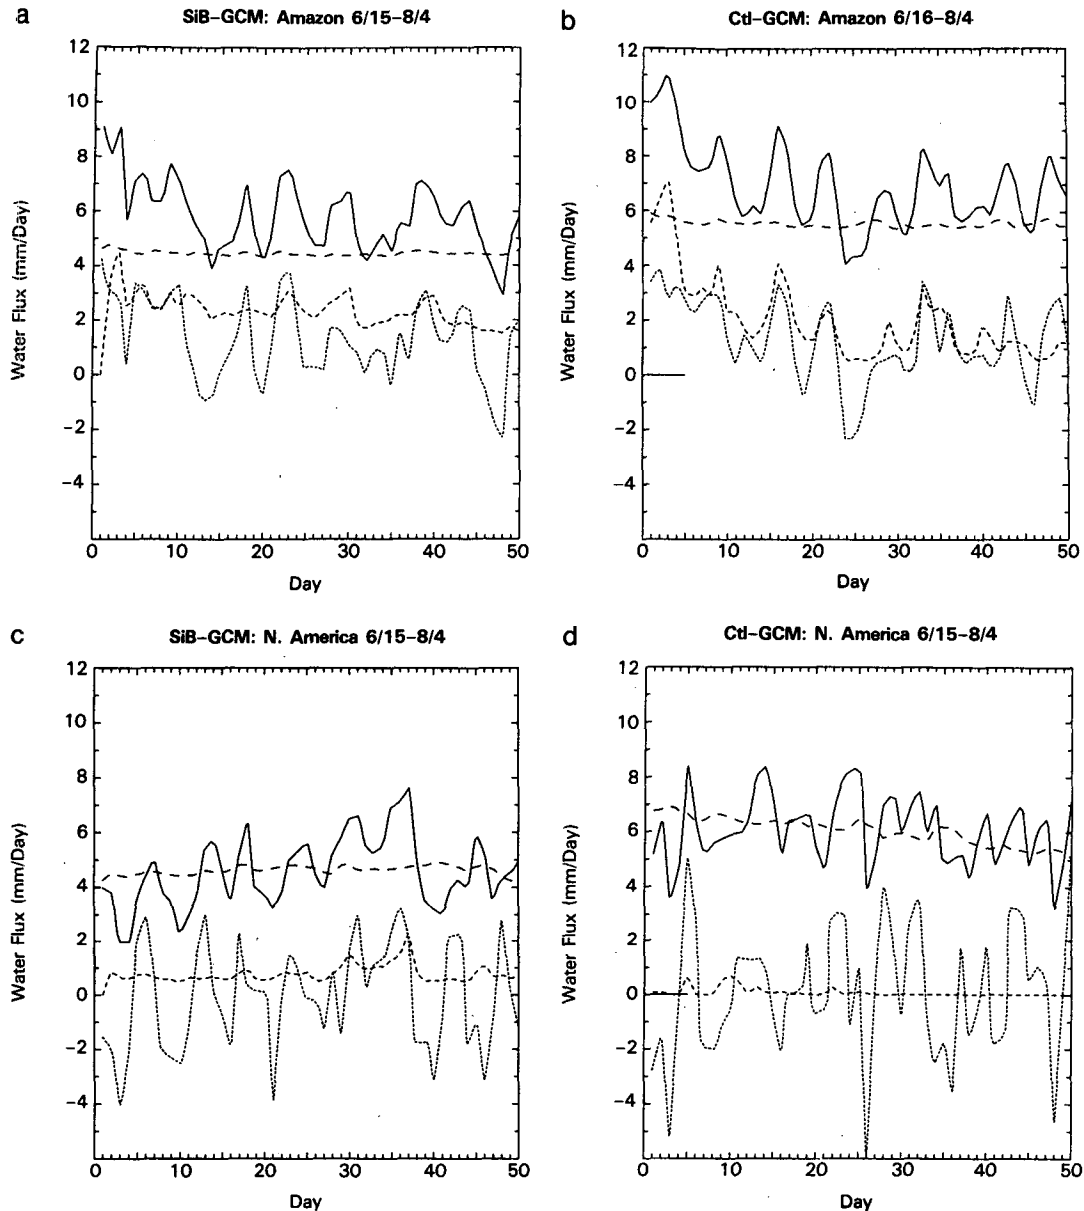 a
SiB–GCM: Amazon 6/15–8/4
12
10
8
6
4
2
0
−2
−4
Water Flux (mm/Day)
0 10 20 30 40 50
Day
b
Ctl–GCM: Amazon 6/16–8/4
12
10
8
6
4
2
0
−2
−4
Water Flux (mm/Day)
0 10 20 30 40 50
Day
c
SiB–GCM: N. America 6/15–8/4
12
10
8
6
4
2
0
−2
−4
Water Flux (mm/Day)
0 10 20 30 40 50
Day
d
Ctl–GCM: N. America 6/15–8/4
12
10
8
6
4
2
0
−2
−4
Water Flux (mm/Day)
0 10 20 30 40 50
Day